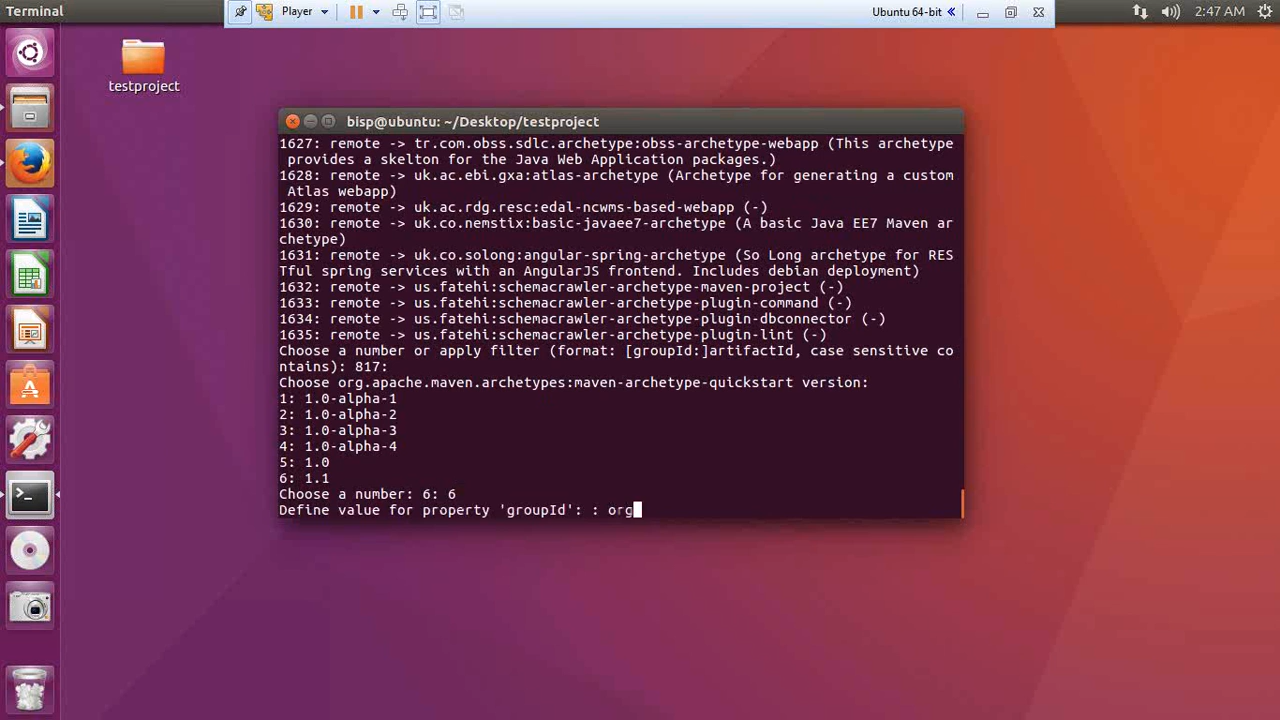 Terminal
Player
Ubuntu 64-bit
2:47 AM
testproject
bisp@ubuntu: ~/Desktop/testproject
1627: remote -> tr.com.obss.sdlc.archetype:obss-archetype-webapp (This archetype
provides a skelton for the Java Web Application packages.)
1628: remote -> uk.ac.ebi.gxa:atlas-archetype (Archetype for generating a custom
Atlas webapp)
1629: remote -> uk.ac.rdg.resc:edal-ncwms-based-webapp (-)
1630: remote -> uk.co.nemstix:basic-javaee7-archetype (A basic Java EE7 Maven ar
chetype)
1631: remote -> uk.co.solong:angular-spring-archetype (So Long archetype for RES
Tful spring services with an AngularJS frontend. Includes debian deployment)
1632: remote -> us.fatehi:schemacrawler-archetype-maven-project (-)
1633: remote -> us.fatehi:schemacrawler-archetype-plugin-command (-)
1634: remote -> us.fatehi:schemacrawler-archetype-plugin-dbconnector (-)
1635: remote -> us.fatehi:schemacrawler-archetype-plugin-lint (-)
Choose a number or apply filter (format: [groupId:]artifactId, case sensitive co
ntains): 817:
Choose org.apache.maven.archetypes:maven-archetype-quickstart version:
1: 1.0-alpha-1
2: 1.0-alpha-2
3: 1.0-alpha-3
4: 1.0-alpha-4
5: 1.0
6: 1.1
Choose a number: 6: 6
Define value for property 'groupId': : org